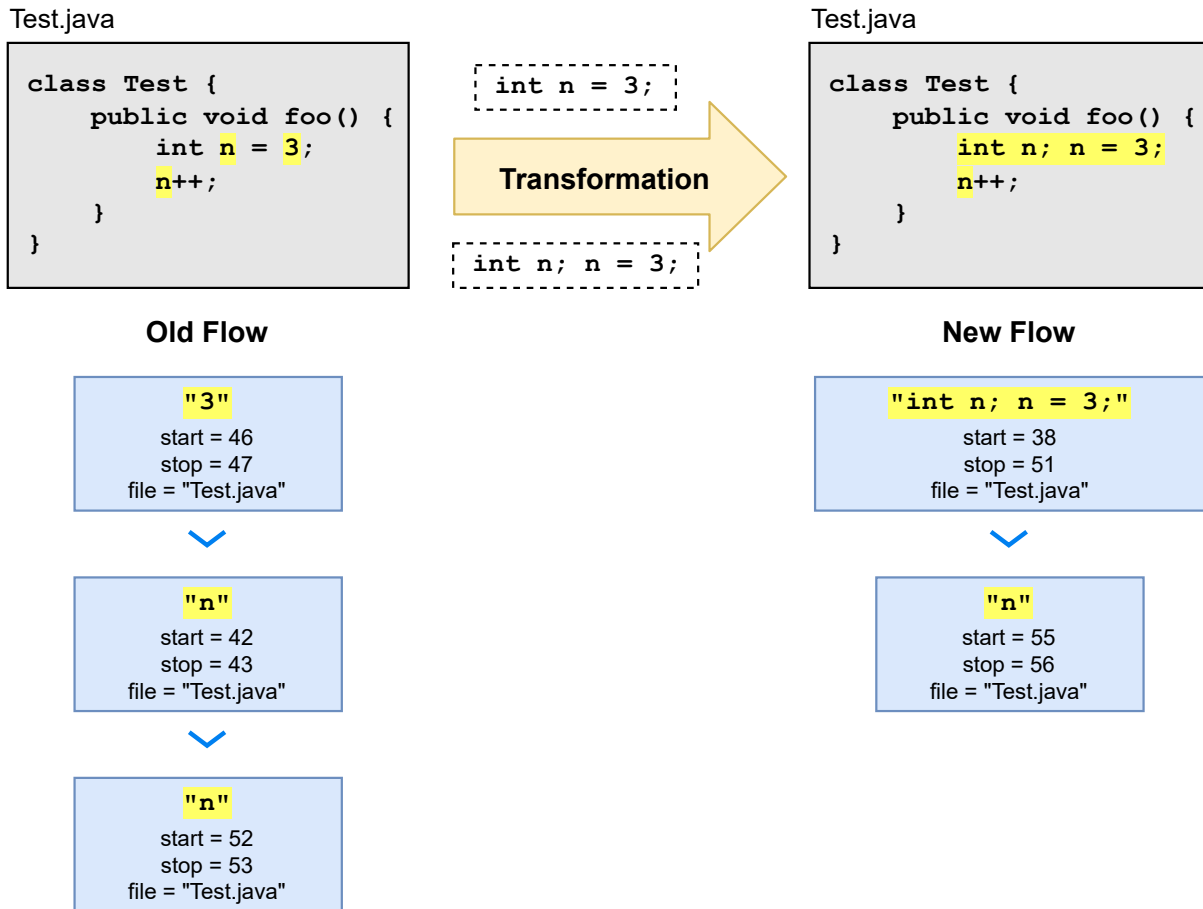 Test.java
class Test {
    public void foo() {
        int n = 3;
        n++;
    }
}
int n = 3;
Transformation
int n; n = 3;
Test.java
class Test {
    public void foo() {
        int n; n = 3;
        n++;
    }
}
Old Flow
"3"
start = 46
stop = 47
file = "Test.java"
"n"
start = 42
stop = 43
file = "Test.java"
"n"
start = 52
stop = 53
file = "Test.java"
New Flow
"int n; n = 3;"
start = 38
stop = 51
file = "Test.java"
"n"
start = 55
stop = 56
file = "Test.java"